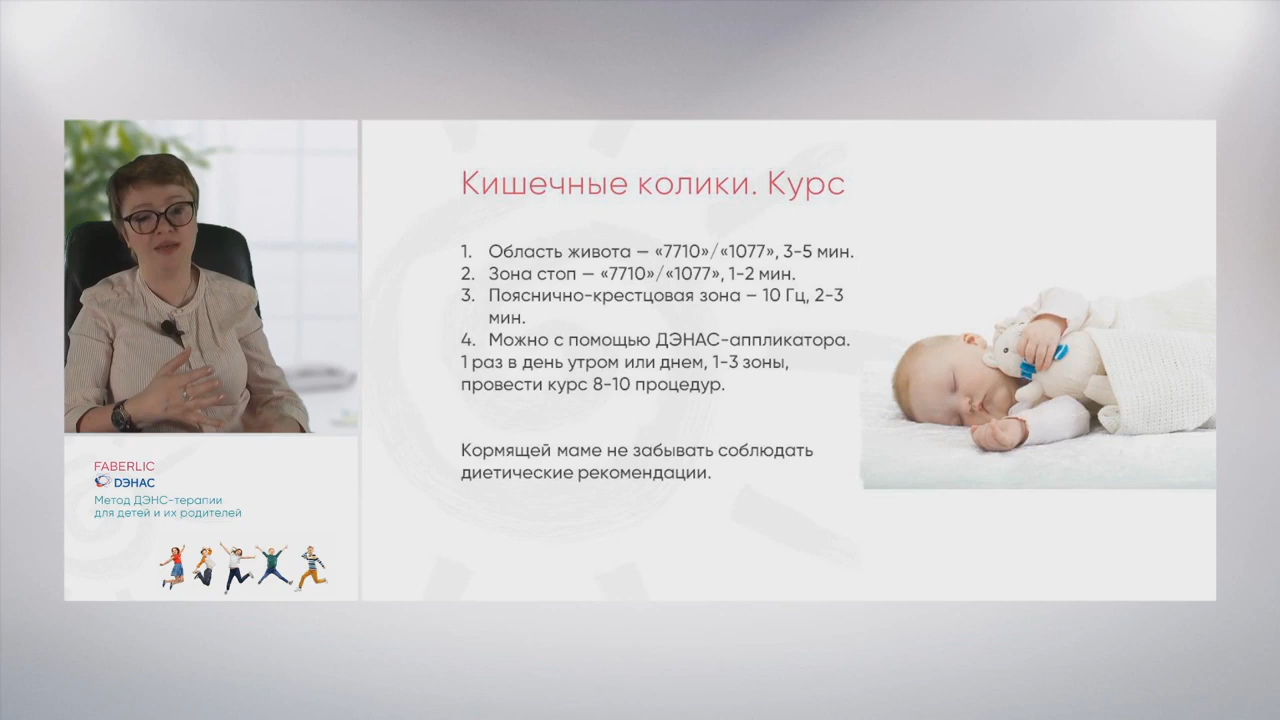 Кишечные колики. Курс
1. Область живота — «7710»/«1077», 3-5 мин.
2. Зона стоп — «7710»/«1077», 1-2 мин.
3. Пояснично-крестцовая зона – 10 Гц, 2-3
мин.
4. Можно с помощью ДЭНАС-аппликатора.
1 раз в день утром или днем, 1-3 зоны,
провести курс 8-10 процедур.
Кормящей маме не забывать соблюдать
диетические рекомендации.
FABERLIC
DЭНАС
Метод ДЭНС-терапии
для детей и их родителей